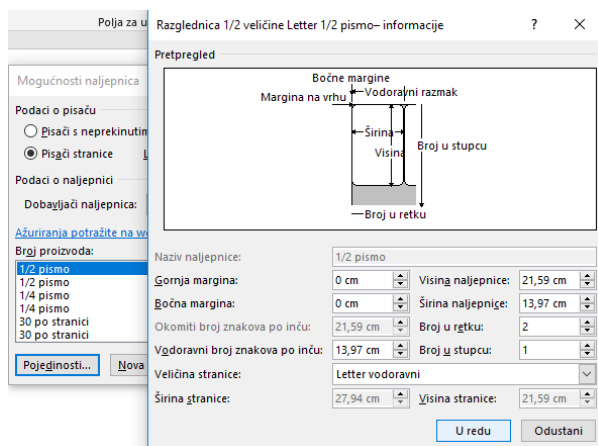 Polja za u
Mogućnosti naljepnica
Podaci o pisaču
Pisači s neprekinutim
Pisači stranice
Podaci o naljepnici
Dobavljači naljepnica:
Ažuriranja potražite na we
Broj proizvoda:
1/2 pismo
1/2 pismo
1/4 pismo
1/4 pismo
30 po stranici
30 po stranici
Pojedinosti...
Nova
Razglednica 1/2 veličine Letter 1/2 pismo– informacije
? X
Pretpregled
Bočne margine
Margina na vrhu
Vodoravni razmak
Širina
Visina
Broj u stupcu
Broj u retku
Naziv naljepnice: 1/2 pismo
Gornja margina: 0 cm Visina naljepnice: 21,59 cm
Bočna margina: 0 cm Širina naljepnice: 13,97 cm
Okomiti broj znakova po inču: 21,59 cm Broj u retku: 2
Vodoravni broj znakova po inču: 13,97 cm Broj u stupcu: 1
Veličina stranice: Letter vodoravni
Širina stranice: 27,94 cm Visina stranice: 21,59 cm
U redu Odustani